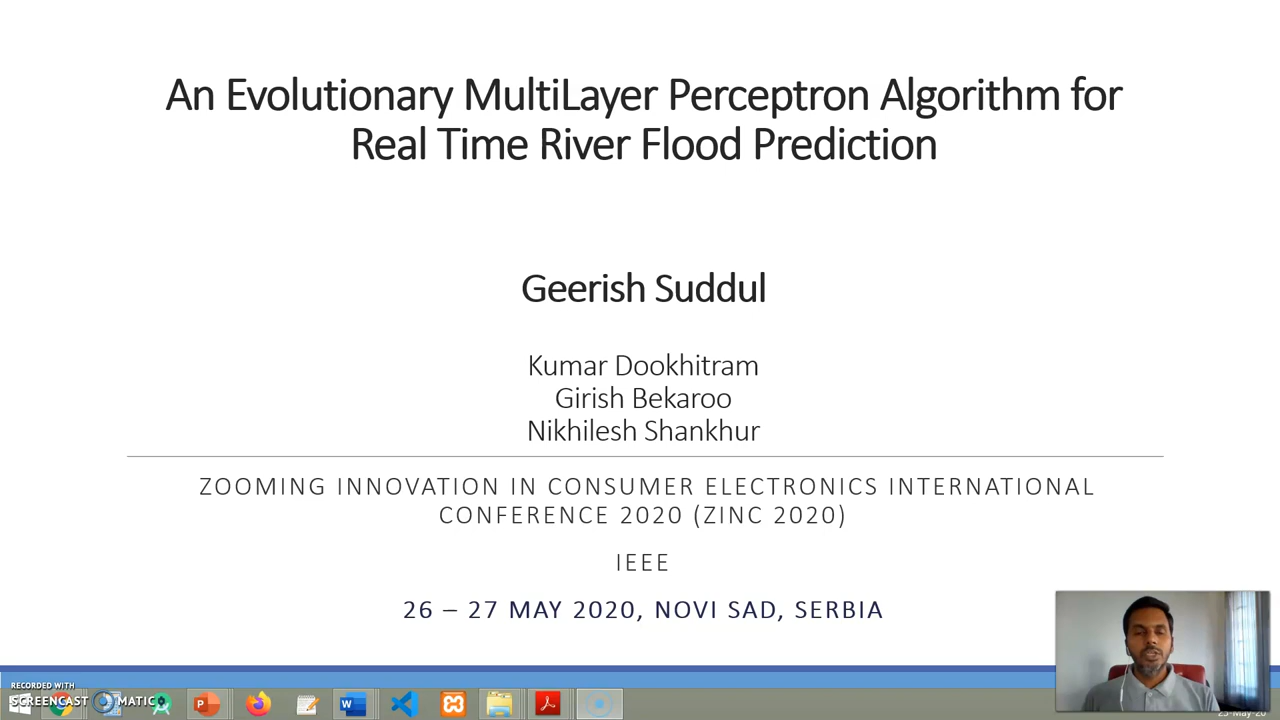 An Evolutionary MultiLayer Perceptron Algorithm for
Real Time River Flood Prediction
Geerish Suddul
Kumar Dookhitram
Girish Bekaroo
Nikhilesh Shankhur
ZOOMING INNOVATION IN CONSUMER ELECTRONICS INTERNATIONAL
CONFERENCE 2020 (ZINC 2020)
IEEE
26 – 27 MAY 2020, NOVI SAD, SERBIA
RECORDED WITH
SCREENCAST MATIC